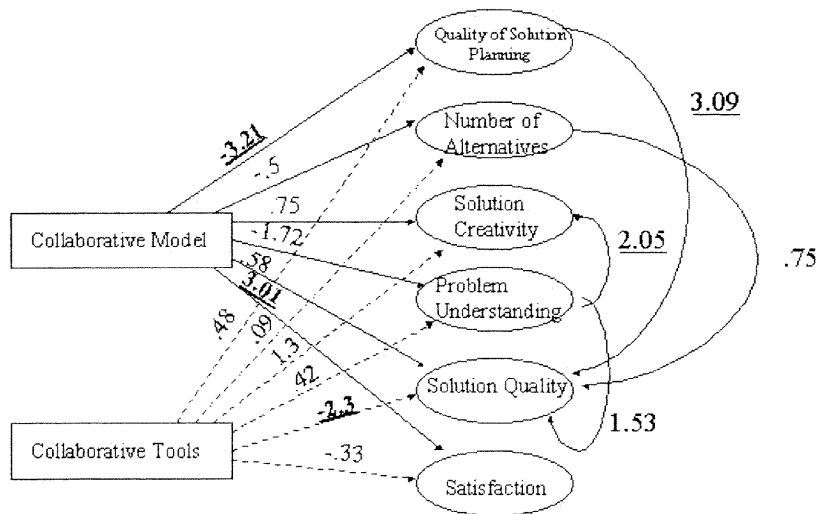 Quality of Solution
Planning
3.09
Number of
Alternatives
-3.21
-.5
Solution
Creativity
.75
Collaborative Model
-1.72
2.05
.75
.58
Problem
Understanding
3.01
.48
.09
1.3
.42
Solution Quality
-2.3
1.53
Collaborative Tools
-.33
Satisfaction